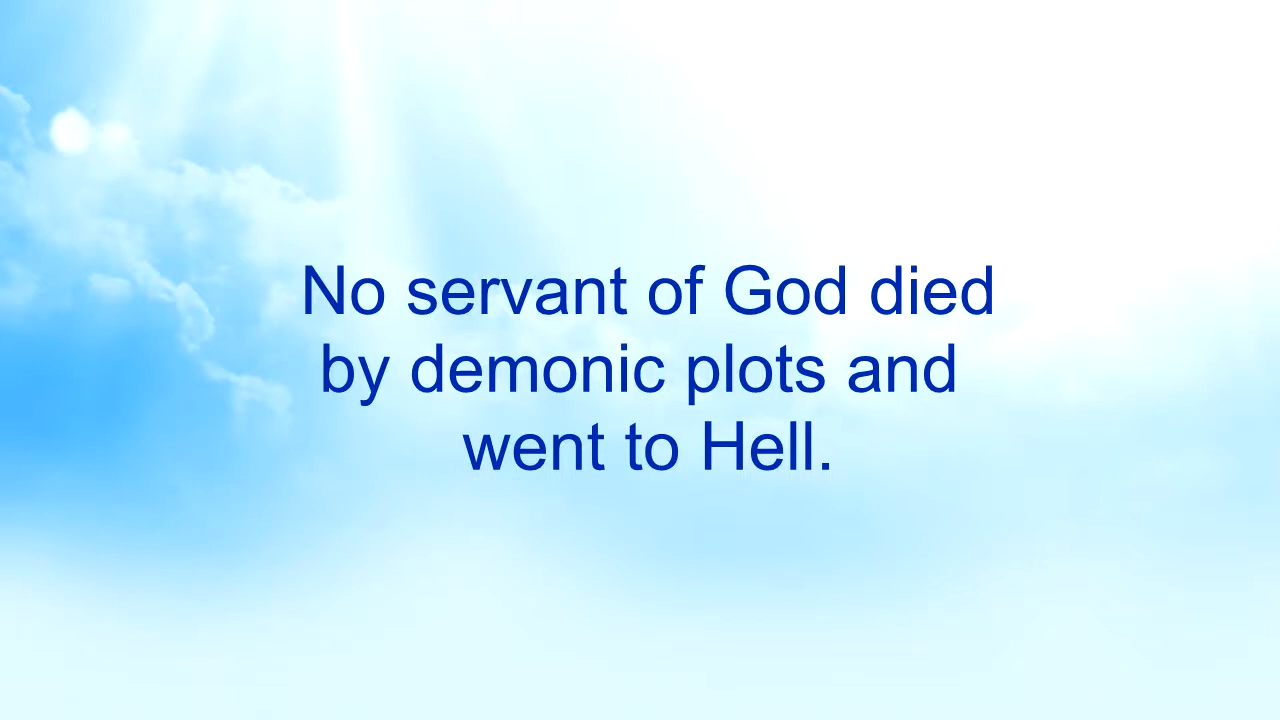 No servant of God died
by demonic plots and
went to Hell.